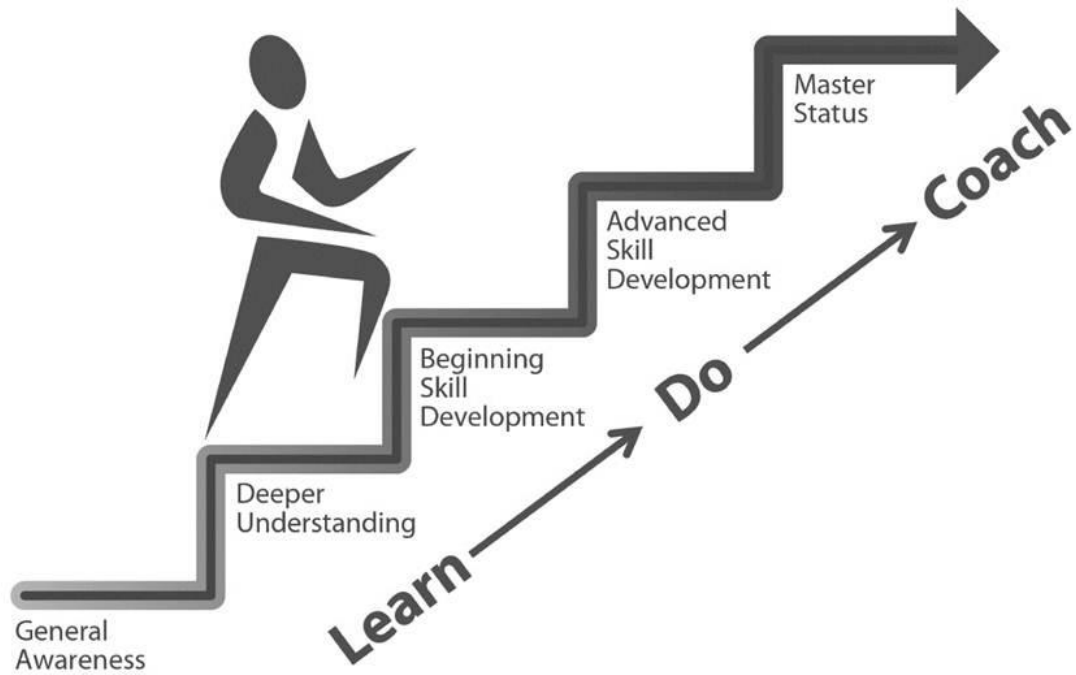 Master
Status
Advanced
Skill
Development
Beginning
Skill
Development
Deeper
Understanding
General
Awareness
Learn
Do
Coach